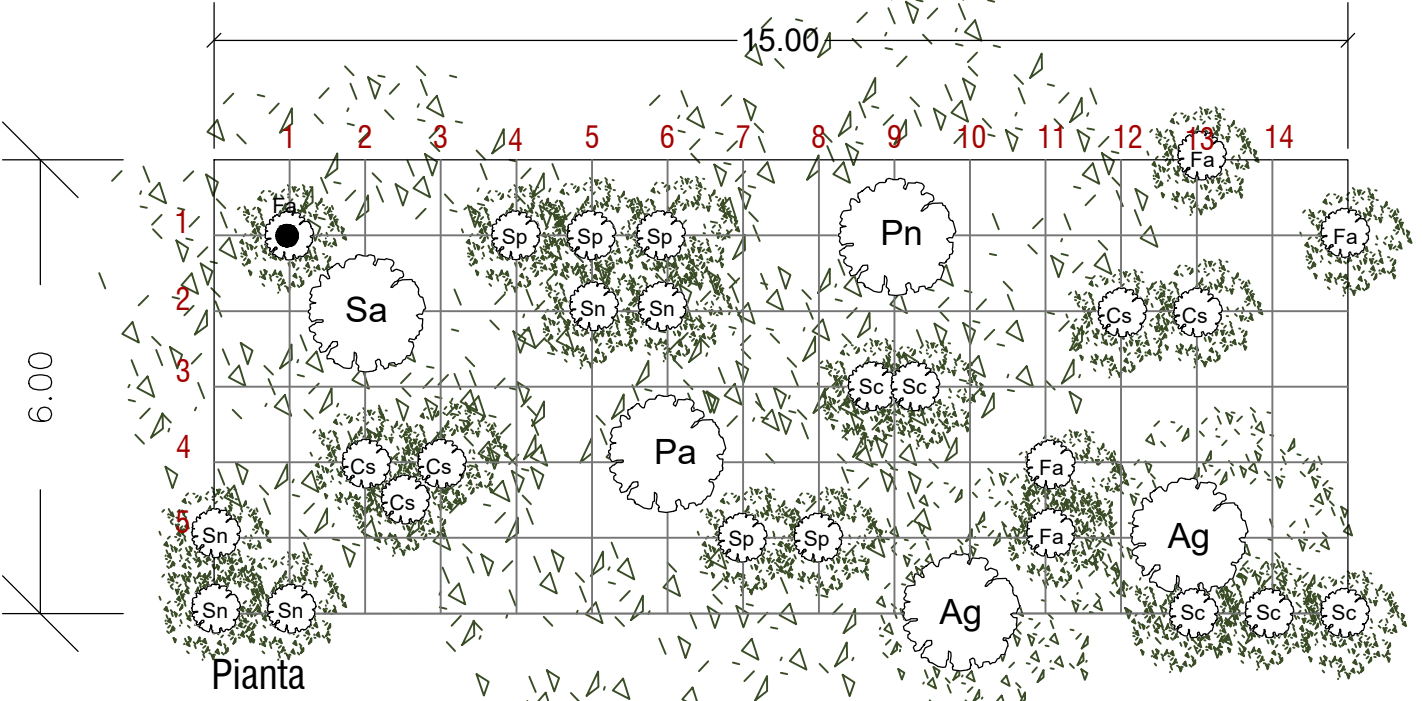 15.00
1 2 3 4 5 6 7 8 9 10 11 12 13 14
Fa
Fa
1 Sp Sp Sp Pn Fa
2 Sa Sn Sn Cs Cs
3 Sc Sc
4 Cs Cs Pa Fa
Cs
5 Sn Sp Sp Fa Ag
Sn Sn Ag Sc Sc Sc
6.00
Pianta